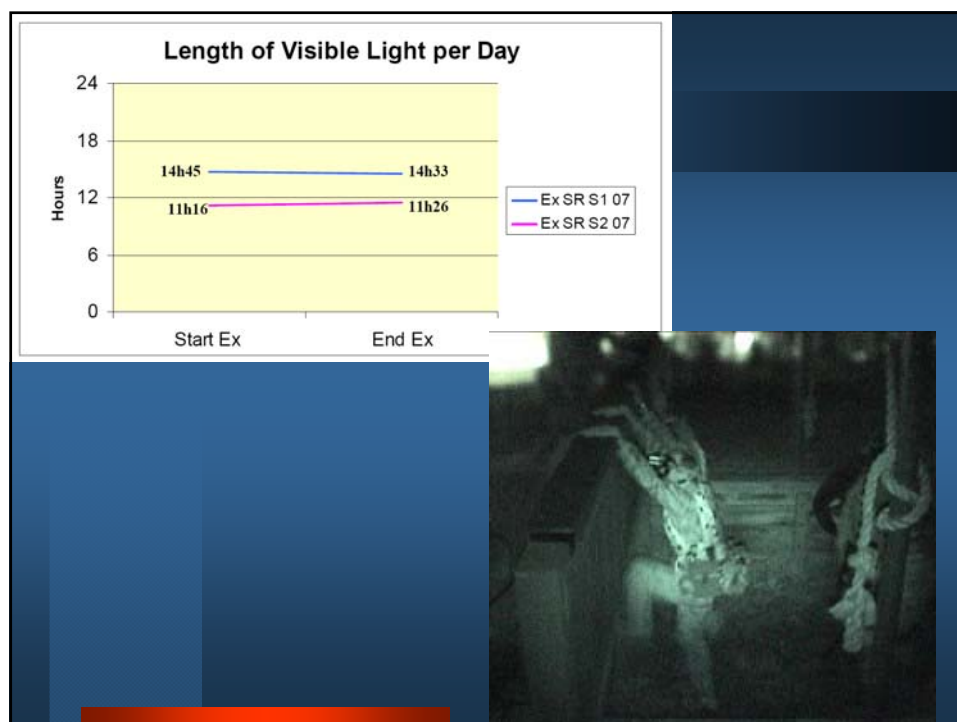 Length of Visible Light per Day
24
18
12
6
0
Hours
14h45
14h33
11h16
11h26
Start Ex
End Ex
Ex SR S1 07
Ex SR S2 07